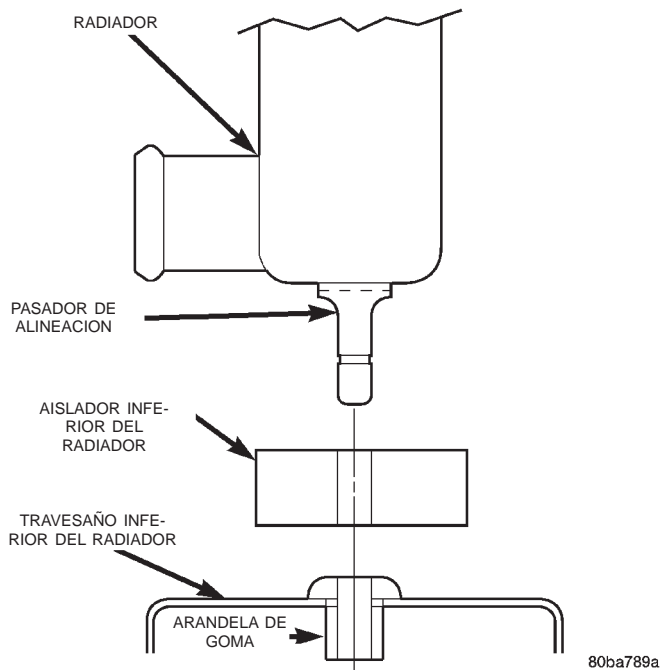 RADIADOR
PASADOR DE
ALINEACION
AISLADOR INFE-
RIOR DEL
RADIADOR
TRAVESAÑO INFE-
RIOR DEL RADIADOR
ARANDELA DE
GOMA
80ba789a